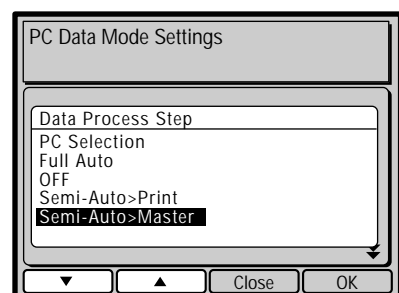 PC Data Mode Settings
Data Process Step
PC Selection
Full Auto
OFF
Semi-Auto>Print
Semi-Auto>Master
▼ ▲ Close OK